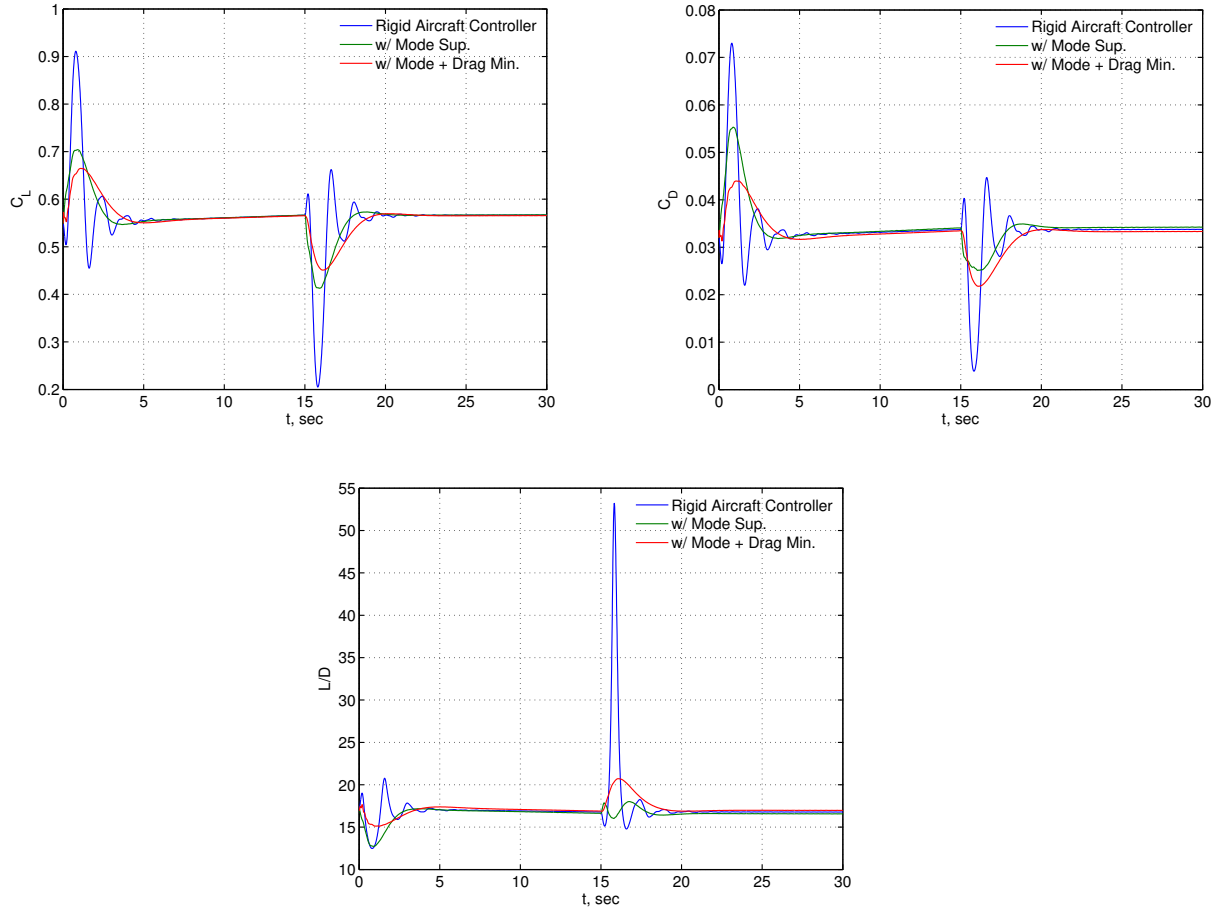 1
0.9
0.8
0.7
0.6
0.5
0.4
0.3
0.2
C_L
0 5 10 15 20 25 30
t, sec
Rigid Aircraft Controller
w/ Mode Sup.
w/ Mode + Drag Min.
0.08
0.07
0.06
0.05
0.04
0.03
0.02
0.01
0
C_D
0 5 10 15 20 25 30
t, sec
Rigid Aircraft Controller
w/ Mode Sup.
w/ Mode + Drag Min.
55
50
45
40
35
30
25
20
15
10
L/D
0 5 10 15 20 25 30
t, sec
Rigid Aircraft Controller
w/ Mode Sup.
w/ Mode + Drag Min.